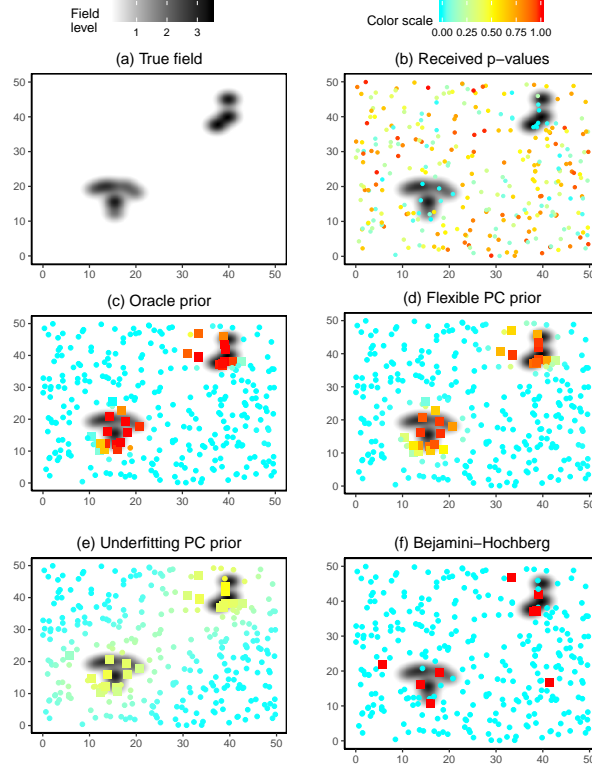 Field
level
1 2 3
Color scale
0.00 0.25 0.50 0.75 1.00
(a) True field
(b) Received p−values
50
40
30
20
10
0
0 10 20 30 40 50
50
40
30
20
10
0
0 10 20 30 40 50
(c) Oracle prior
(d) Flexible PC prior
50
40
30
20
10
0
0 10 20 30 40 50
50
40
30
20
10
0
0 10 20 30 40 50
(e) Underfitting PC prior
(f) Bejamini−Hochberg
50
40
30
20
10
0
0 10 20 30 40 50
50
40
30
20
10
0
0 10 20 30 40 50